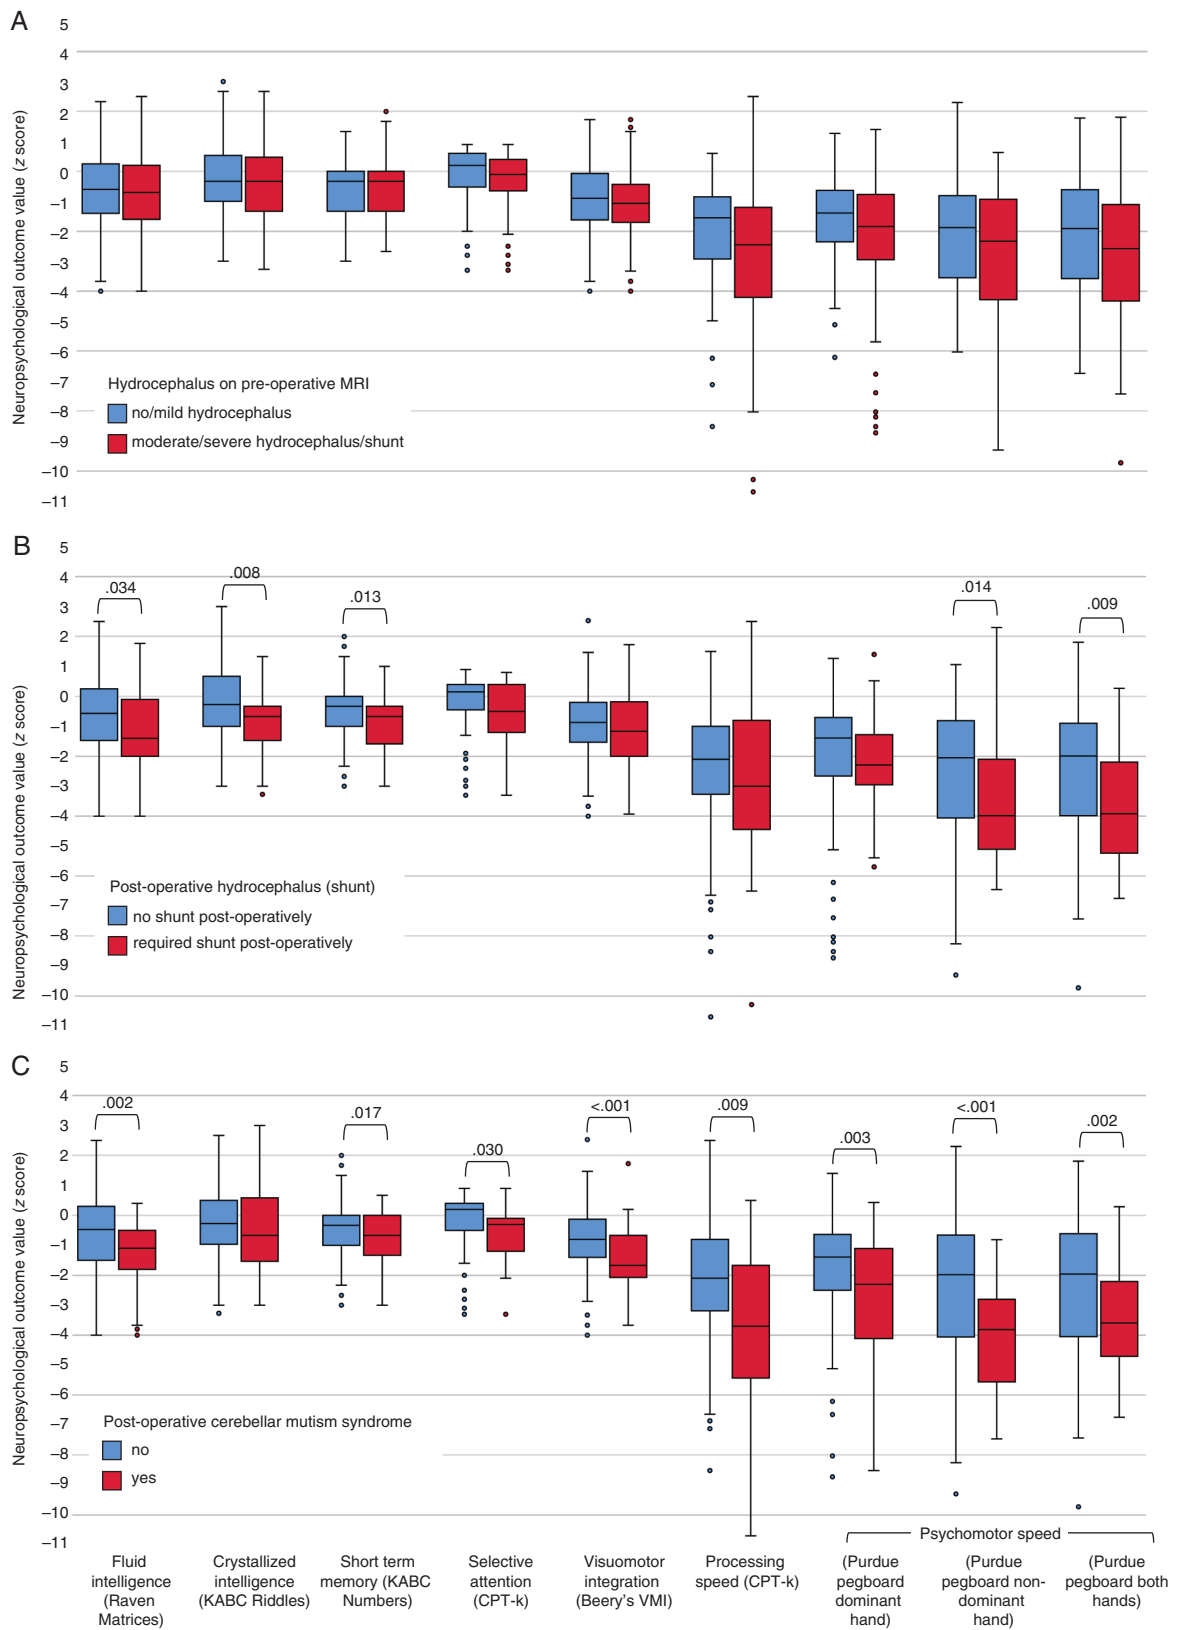 A
5
4
3
2
1
0
–1
–2
–3
–4
–5
–6
–7
–8
–9
–10
–11
Neuropsychological outcome value (z score)
Hydrocephalus on pre-operative MRI
no/mild hydrocephalus
moderate/severe hydrocephalus/shunt
B
5
4
3
2
1
0
–1
–2
–3
–4
–5
–6
–7
–8
–9
–10
–11
Neuropsychological outcome value (z score)
.034
.008
.013
.014
.009
Post-operative hydrocephalus (shunt)
no shunt post-operatively
required shunt post-operatively
C
5
4
3
2
1
0
–1
–2
–3
–4
–5
–6
–7
–8
–9
–10
–11
Neuropsychological outcome value (z score)
.002
.017
.030
<.001
.009
.003
<.001
.002
Post-operative cerebellar mutism syndrome
no
yes
Psychomotor speed
Fluid
intelligence
(Raven
Matrices)
Crystallized
intelligence
(KABC Riddles)
Short term
memory (KABC
Numbers)
Selective
attention
(CPT-k)
Visuomotor
integration
(Beery's VMI)
Processing
speed (CPT-k)
(Purdue
pegboard
dominant
hand)
(Purdue
pegboard non-
dominant
hand)
(Purdue
pegboard both
hands)